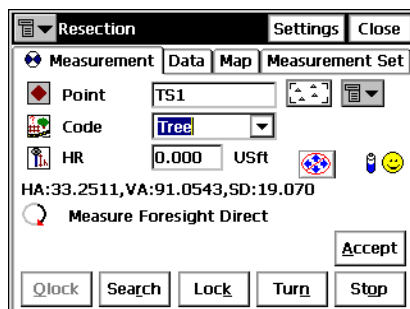 Resection Settings Close
Measurement Data Map Measurement Set
Point TS1
Code Tree
HR 0.000 USft
HA:33.2511,VA:91.0543,SD:19.070
Measure Foresight Direct
Accept
Qlock Search Lock Turn Stop